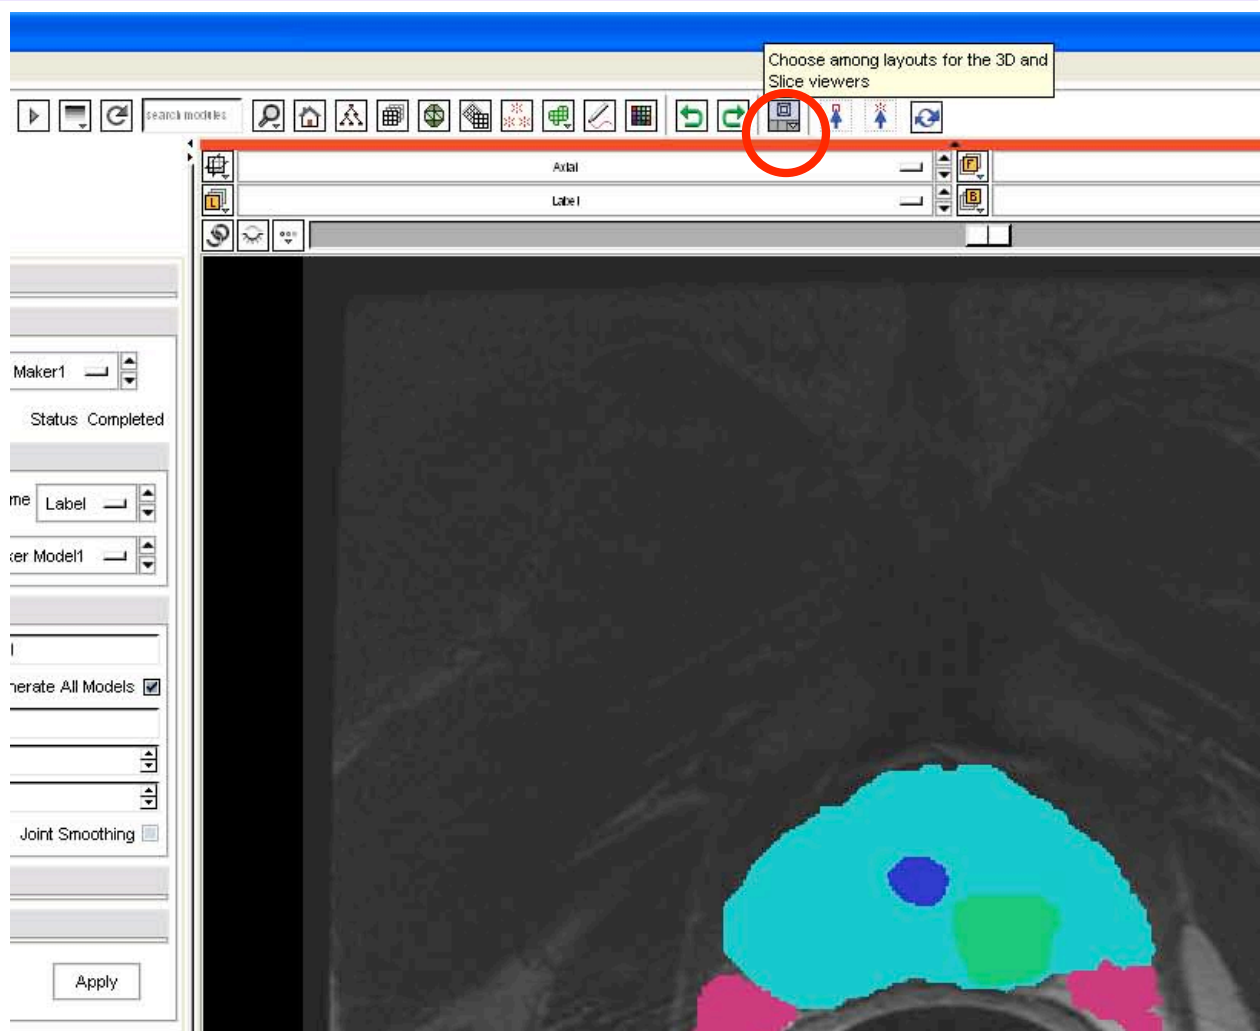 Choose among layouts for the 3D and
Slice viewers
search modules
Axial
F
L
Label
B
Maker1
Status Completed
me Label
ker Model1
nerate All Models
Joint Smoothing
Apply